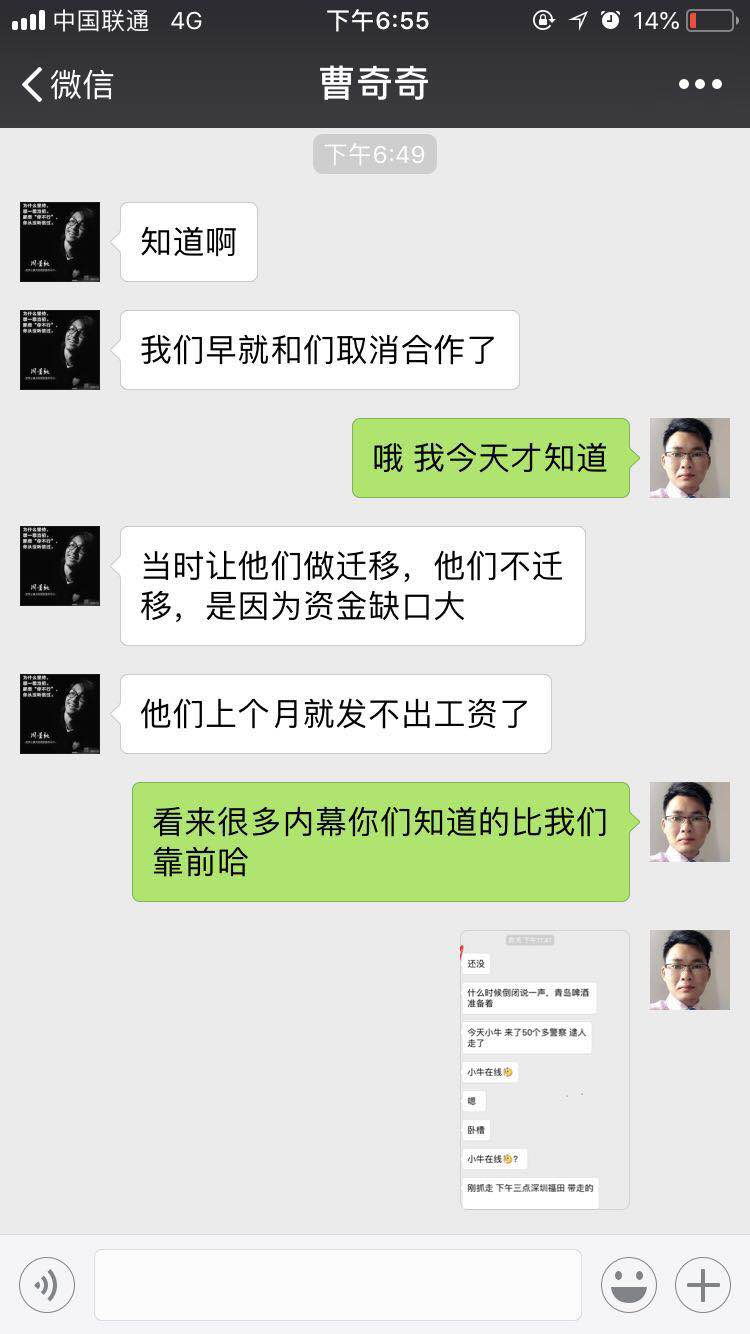 中国联通 4G 下午6:55 14%
微信 曹奇奇
下午6:49
知道啊
我们早就和们取消合作了
哦 我今天才知道
当时让他们做迁移，他们不迁
移，是因为资金缺口大
他们上个月就发不出工资了
看来很多内幕你们知道的比我们
靠前哈
还没
什么时候倒闭说一声，青岛啤酒
准备着
今天小牛 来了50个多警察 逮人
走了
小牛在线
嗯
卧槽
小牛在线?
刚抓走 下午三点深圳福田 带走的